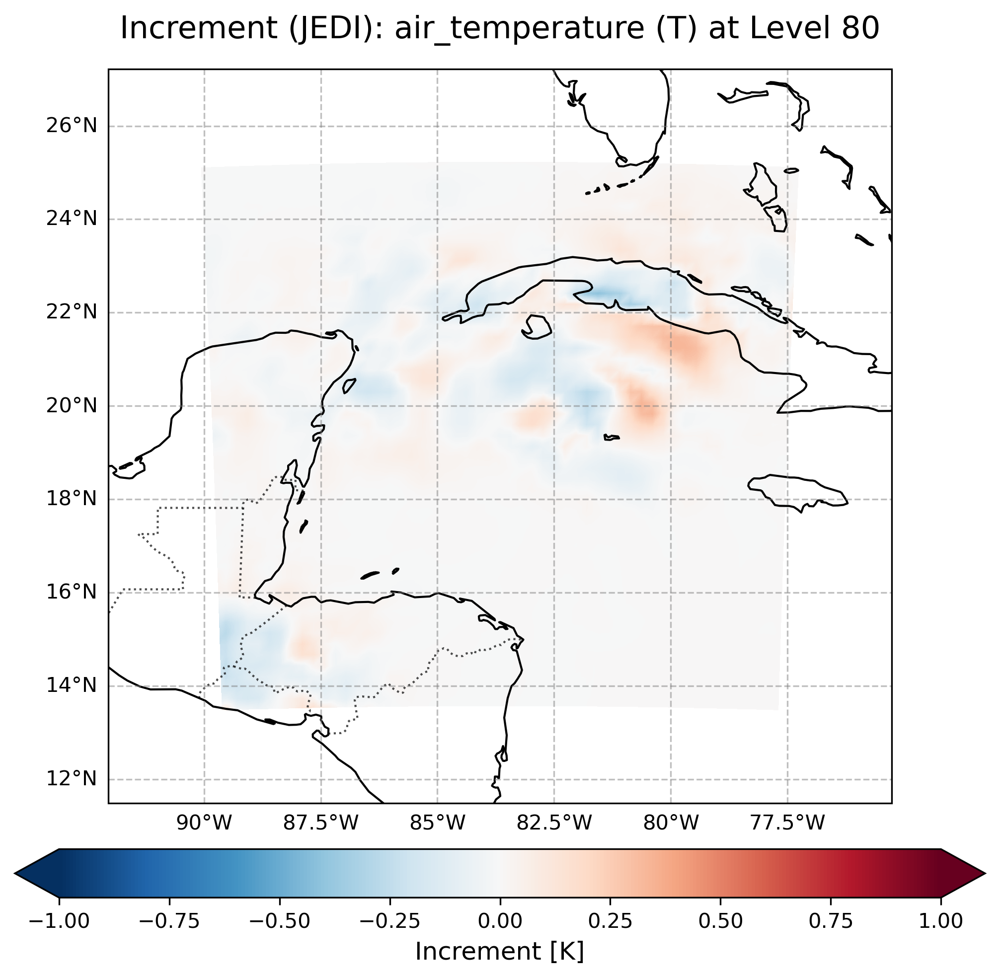 Increment (JEDI): air_temperature (T) at Level 80
26°N
24°N
22°N
20°N
18°N
16°N
14°N
12°N
90°W 87.5°W 85°W 82.5°W 80°W 77.5°W
−1.00 −0.75 −0.50 −0.25 0.00 0.25 0.50 0.75 1.00
Increment [K]